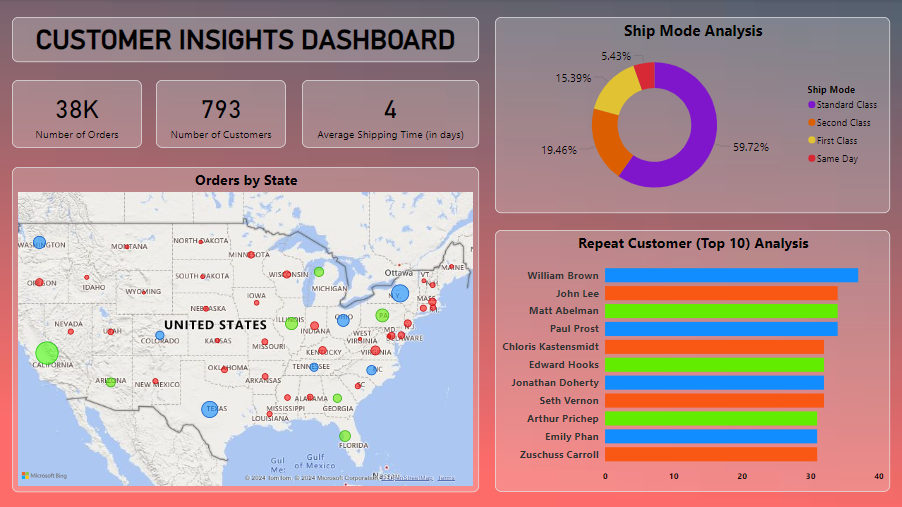 CUSTOMER INSIGHTS DASHBOARD
38K
Number of Orders
793
Number of Customers
4
Average Shipping Time (in days)
Orders by State
WASHINGTON
MONTANA
NORTH DAKOTA
MINNESOTA
OREGON
IDAHO
WYOMING
SOUTH DAKOTA
WISCONSIN
MICHIGAN
Ottawa
VT
MAINE
NY
MASS
IOWA
NEBRASKA
NEVADA
UTAH
COLORADO
UNITED STATES
KANSAS
MISSOURI
ILLINOIS
INDIANA
OHIO
PA
NJ
MD
DELAWARE
WEST
VIRGINIA
VIRGINIA
KENTUCKY
CALIFORNIA
ARIZONA
NEW MEXICO
OKLAHOMA
ARKANSAS
TENNESSEE
NC
SC
TEXAS
LOUISIANA
MISSISSIPPI
ALABAMA
GEORGIA
FLORIDA
Gulf
of Mexico
Microsoft Bing
© 2024 TomTom, © 2024 Microsoft Corporation, © OpenStreetMap Terms
Ship Mode Analysis
5.43%
15.39%
19.46%
59.72%
Ship Mode
Standard Class
Second Class
First Class
Same Day
Repeat Customer (Top 10) Analysis
William Brown
John Lee
Matt Abelman
Paul Prost
Chloris Kastensmidt
Edward Hooks
Jonathan Doherty
Seth Vernon
Arthur Prichep
Emily Phan
Zuschuss Carroll
0 10 20 30 40